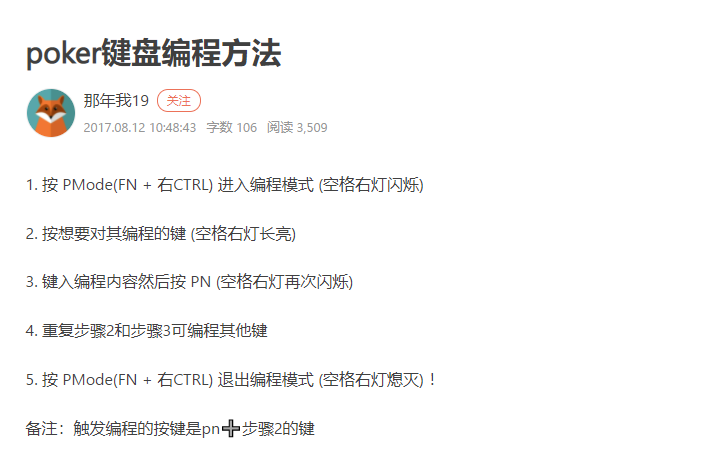 poker键盘编程方法
那年我19 关注
2017.08.12 10:48:43 字数 106 阅读 3,509
1. 按 PMode(FN + 右CTRL) 进入编程模式 (空格右灯闪烁)
2. 按想要对其编程的键 (空格右灯长亮)
3. 键入编程内容然后按 PN (空格右灯再次闪烁)
4. 重复步骤2和步骤3可编程其他键
5. 按 PMode(FN + 右CTRL) 退出编程模式 (空格右灯熄灭)！
备注：触发编程的按键是pn➕步骤2的键